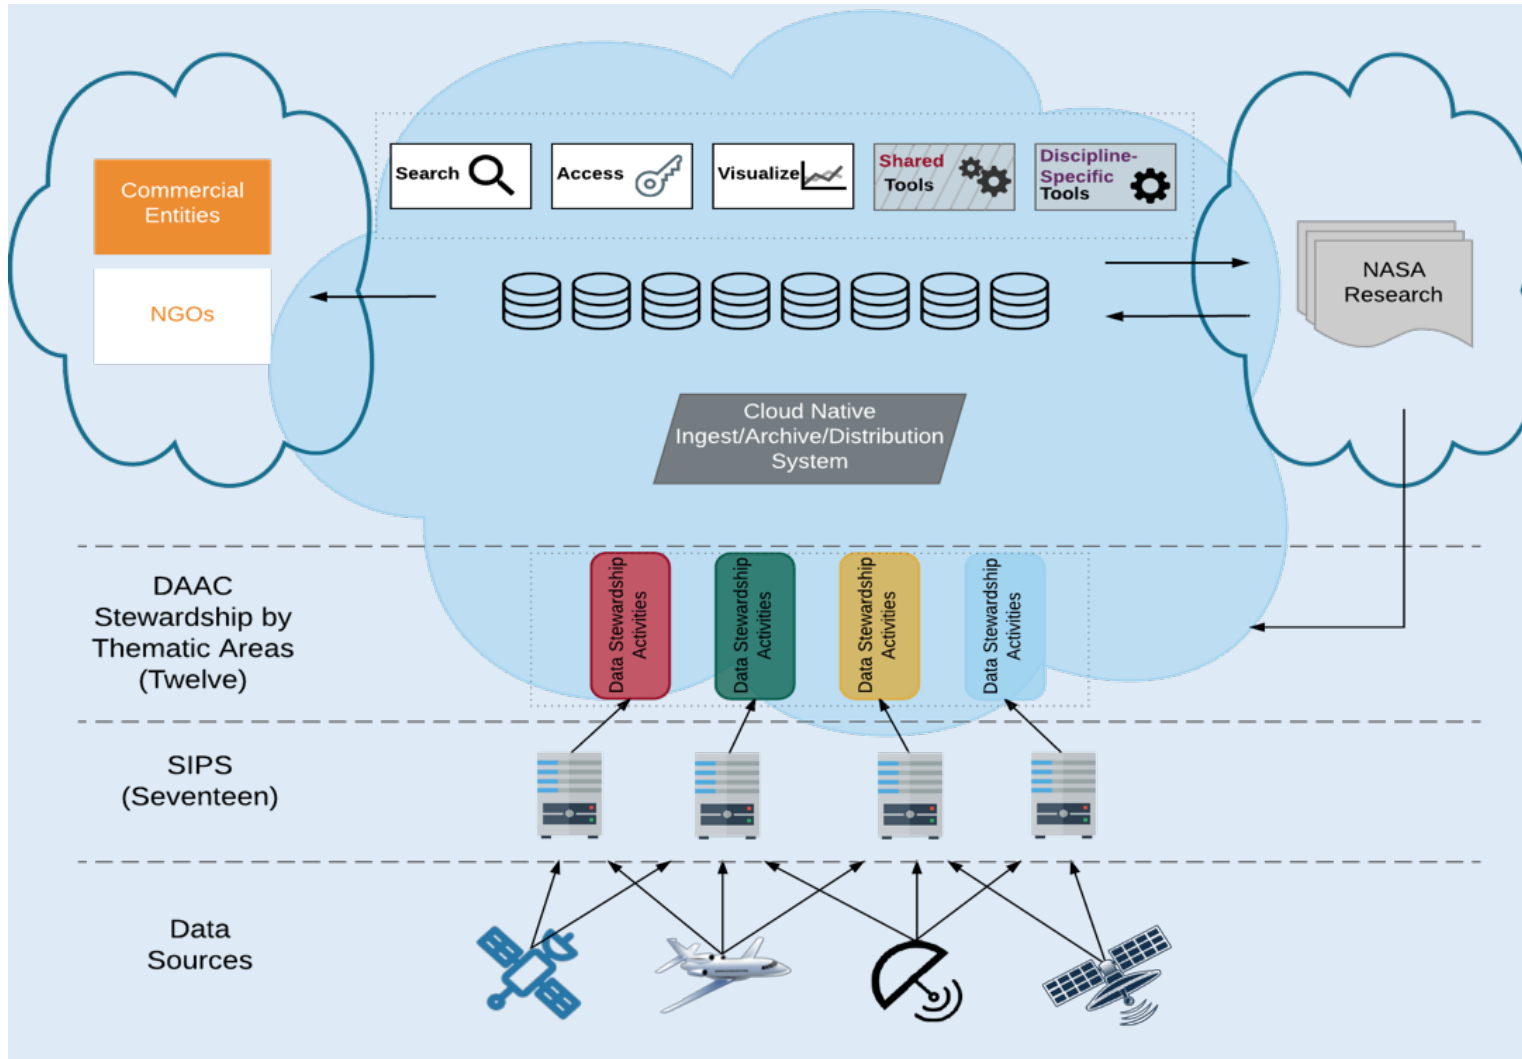 Commercial
Entities
NGOs
Search
Access
Visualize
Shared
Tools
Discipline-
Specific
Tools
NASA
Research
Cloud Native
Ingest/Archive/Distribution
System
DAAC
Stewardship by
Thematic Areas
(Twelve)
Data Stewardship
Activities
Data Stewardship
Activities
Data Stewardship
Activities
Data Stewardship
Activities
SIPS
(Seventeen)
Data
Sources